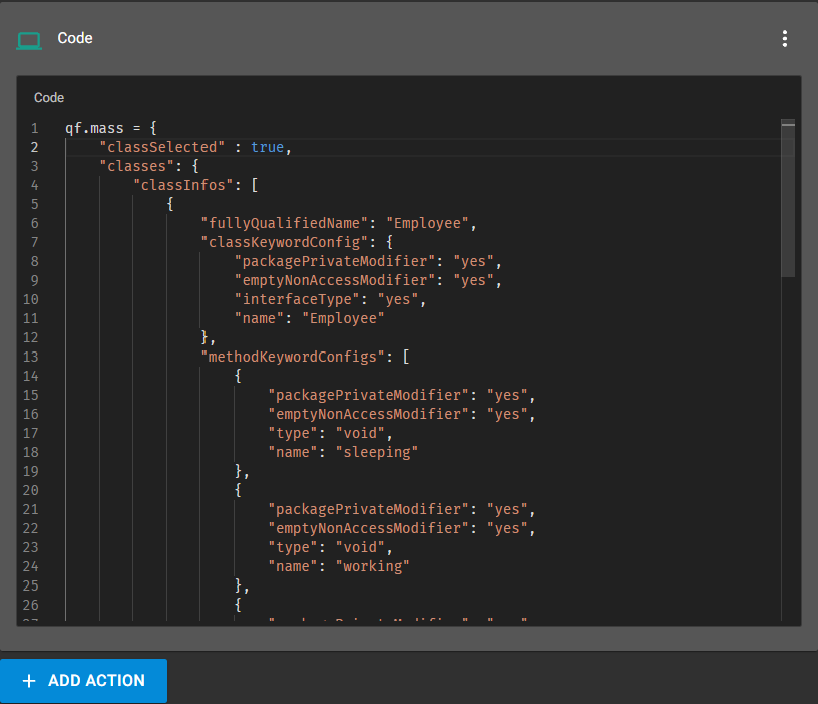 Code
Code
1 qf.mass = {
2 "classSelected" : true,
3 "classes": {
4 "classInfos": [
5 {
6 "fullyQualifiedName": "Employee",
7 "classKeywordConfig": {
8 "packagePrivateModifier": "yes",
9 "emptyNonAccessModifier": "yes",
10 "interfaceType": "yes",
11 "name": "Employee"
12 },
13 "methodKeywordConfigs": [
14 {
15 "packagePrivateModifier": "yes",
16 "emptyNonAccessModifier": "yes",
17 "type": "void",
18 "name": "sleeping"
19 },
20 {
21 "packagePrivateModifier": "yes",
22 "emptyNonAccessModifier": "yes",
23 "type": "void",
24 "name": "working"
25 },
26 {
+ ADD ACTION